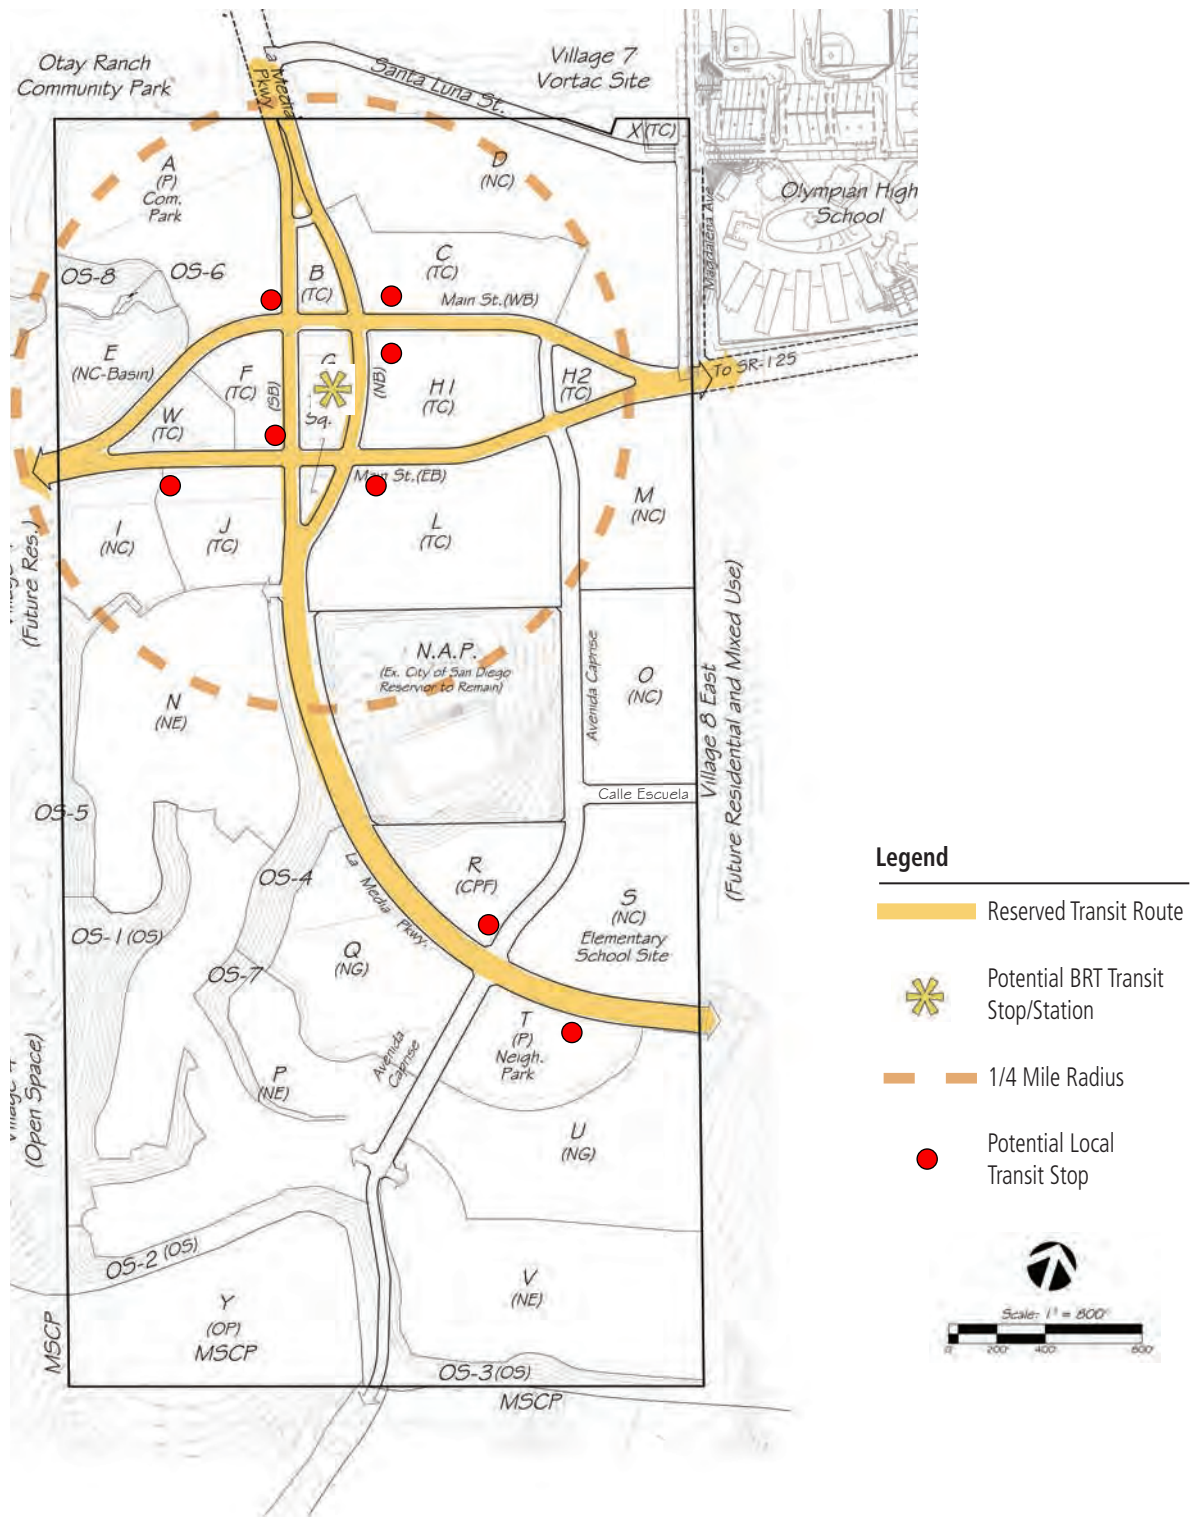 Otay Ranch
Community Park
La Media
Pkwy
Santa Luna St.
Village 7
Vortac Site
X (TC)
Olympian High
School
Magdalena Ave
A
(P)
Com.
Park
D
(NC)
OS-8
OS-6
B
(TC)
C
(TC)
Main St.(WB)
E
(NC-Basin)
F
(TC)
(SB)
G
Sq.
(NB)
H1
(TC)
H2
(TC)
To SR-125
W
(TC)
Main St.(EB)
I
(NC)
J
(TC)
L
(TC)
M
(NC)
(Future Res.)
N.A.P.
(Ex. City of San Diego
Reservior to Remain)
Avenida Caprise
O
(NC)
N
(NE)
Village 8 East
(Future Residential and Mixed Use)
Calle Escuela
OS-5
La Media Pkwy.
OS-4
R
(CPF)
S
(NC)
Elementary
School Site
OS-1 (OS)
Q
(NG)
OS-7
T
(P)
Neigh.
Park
Avenida
Caprise
P
(NE)
(Open Space)
U
(NG)
OS-2 (OS)
V
(NE)
Y
(OP)
MSCP
MSCP
OS-3 (OS)
MSCP
Legend
Reserved Transit Route
Potential BRT Transit
Stop/Station
1/4 Mile Radius
Potential Local
Transit Stop
Scale: 1" = 800'
0 200' 400' 800'